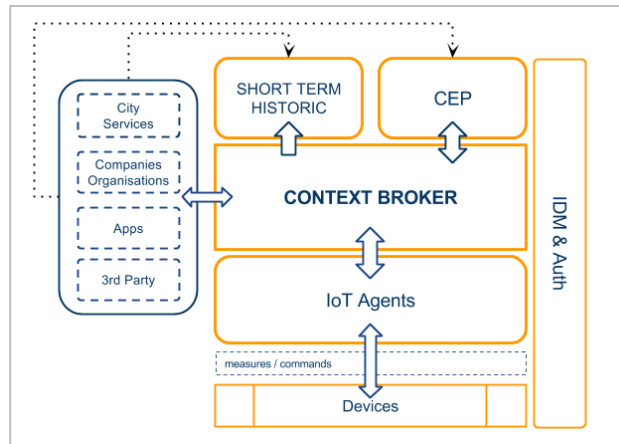 SHORT TERM
HISTORIC
CEP
City
Services
Companies
Organisations
Apps
3rd Party
CONTEXT BROKER
IoT Agents
measures / commands
Devices
IDM & Auth